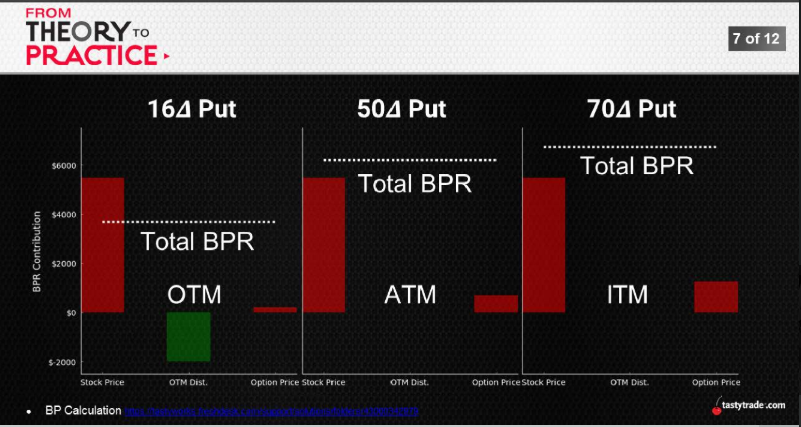 FROM
THEORY TO
PRACTICE
7 of 12
16Δ Put
50Δ Put
70Δ Put
$6000
$4000
$2000
$0
$-2000
BPR Contribution
Total BPR
Total BPR
Total BPR
OTM
ATM
ITM
Stock Price
OTM Dist.
Option Price
Stock Price
OTM Dist.
Option Price
Stock Price
OTM Dist.
Option Price
• BP Calculation
tastytrade.com